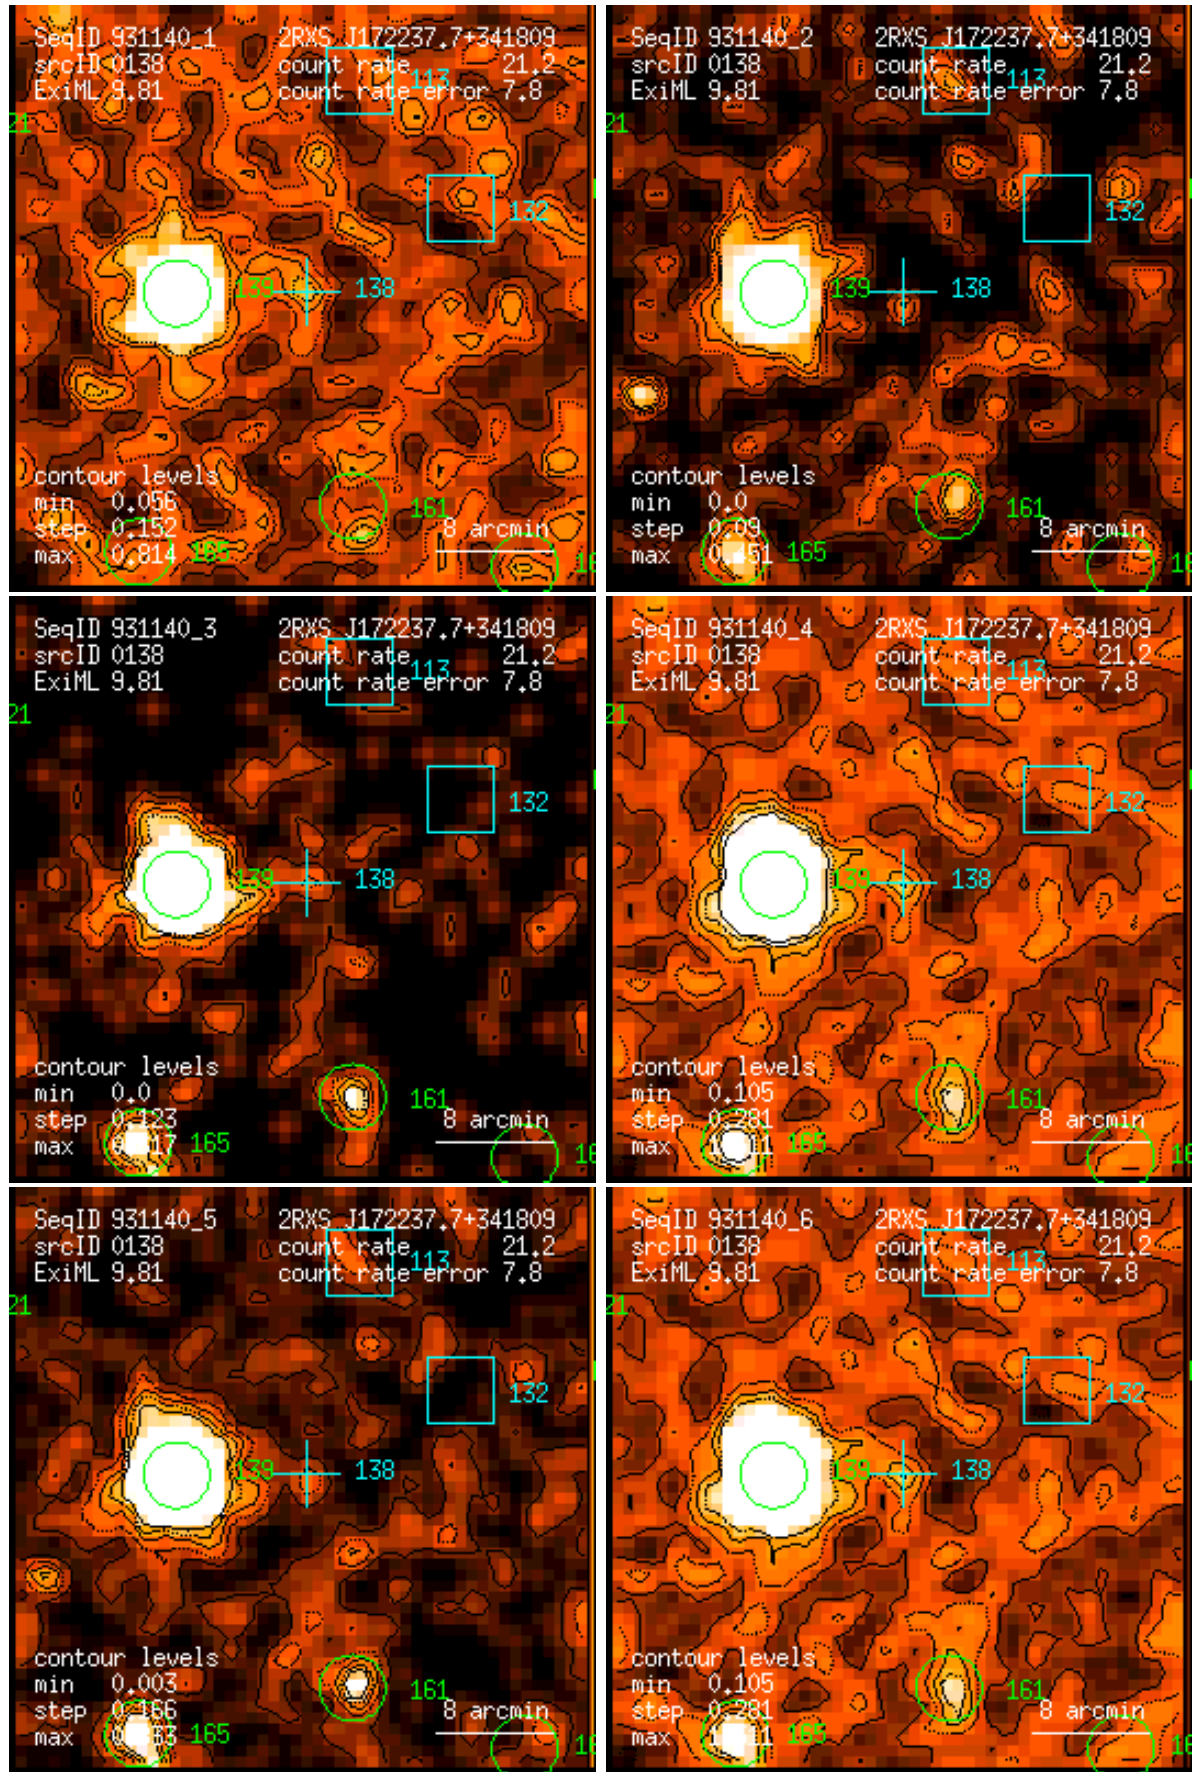 SeqID 931140_1 2RXS J172237.7+341809
srcID 0138 count rate 21.2
ExiML 9.81 count rate error 7.8
113
21
132
139 138
contour levels
min 0.056
step 0.152
max 0.814
161
8 arcmin
165
16
SeqID 931140_2 2RXS J172237.7+341809
srcID 0138 count rate 21.2
ExiML 9.81 count rate error 7.8
113
21
132
139 138
contour levels
min 0.0
step 0.09
max 0.451
161
8 arcmin
165
16
SeqID 931140_3 2RXS J172237.7+341809
srcID 0138 count rate 21.2
ExiML 9.81 count rate error 7.8
113
21
132
139 138
contour levels
min 0.0
step 0.123
max
161
8 arcmin
165
16
SeqID 931140_4 2RXS J172237.7+341809
srcID 0138 count rate 21.2
ExiML 9.81 count rate error 7.8
113
21
132
139 138
contour levels
min 0.105
step 0.281
max
161
8 arcmin
165
16
SeqID 931140_5 2RXS J172237.7+341809
srcID 0138 count rate 21.2
ExiML 9.81 count rate error 7.8
113
21
132
139 138
contour levels
min 0.003
step 0.166
max
161
8 arcmin
165
16
SeqID 931140_6 2RXS J172237.7+341809
srcID 0138 count rate 21.2
ExiML 9.81 count rate error 7.8
113
21
132
139 138
contour levels
min 0.105
step 0.281
max
161
8 arcmin
165
16